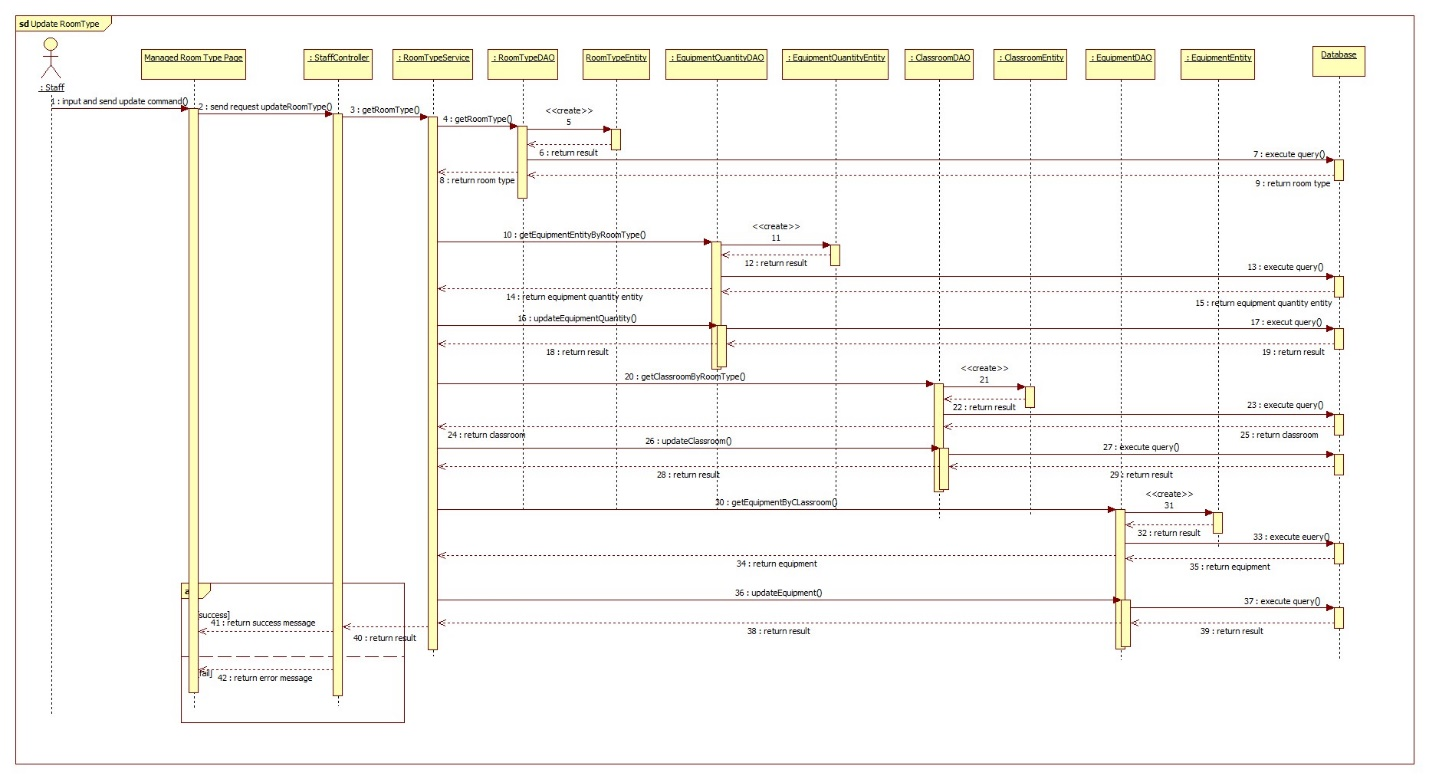 sd Update RoomType
: Staff
Managed Room Type Page
: StaffController
: RoomTypeService
: RoomTypeDAO
RoomTypeEntity
: EquipmentQuantityDAO
: EquipmentQuantityEntity
: ClassroomDAO
: ClassroomEntity
: EquipmentDAO
: EquipmentEntity
Database
1 : input and send update command()
2 : send request updateRoomType()
3 : getRoomType()
4 : getRoomType()
<<create>>
5
6 : return result
7 : execute query()
8 : return room type
9 : return room type
10 : getEquipmentEntityByRoomType()
<<create>>
11
12 : return result
13 : execute query()
14 : return equipment quantity entity
15 : return equipment quantity entity
16 : updateEquipmentQuantity()
17 : execut query()
18 : return result
19 : return result
20 : getClassroomByRoomType()
<<create>>
21
22 : return result
23 : execute query()
24 : return classroom
25 : return classroom
26 : updateClassroom()
27 : execute query()
28 : return result
29 : return result
30 : getEquipmentByCLassroom()
<<create>>
31
32 : return result
33 : execute euery()
34 : return equipment
35 : return equipment
36 : updateEquipment()
37 : execute query()
38 : return result
39 : return result
40 : return result
success]
41 : return success message
fail]
42 : return error message